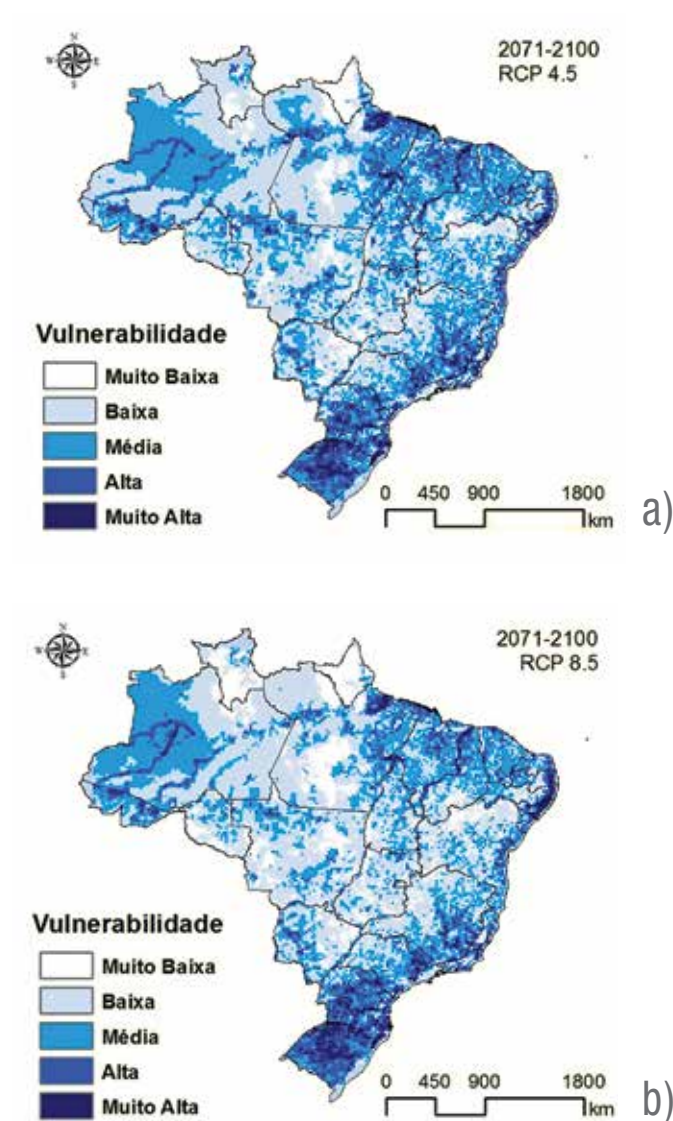 N
W E
S
2071-2100
RCP 4.5
Vulnerabilidade
Muito Baixa
Baixa
Média
Alta
Muito Alta
0 450 900 1800
km
a)
N
W E
S
2071-2100
RCP 8.5
Vulnerabilidade
Muito Baixa
Baixa
Média
Alta
Muito Alta
0 450 900 1800
km
b)